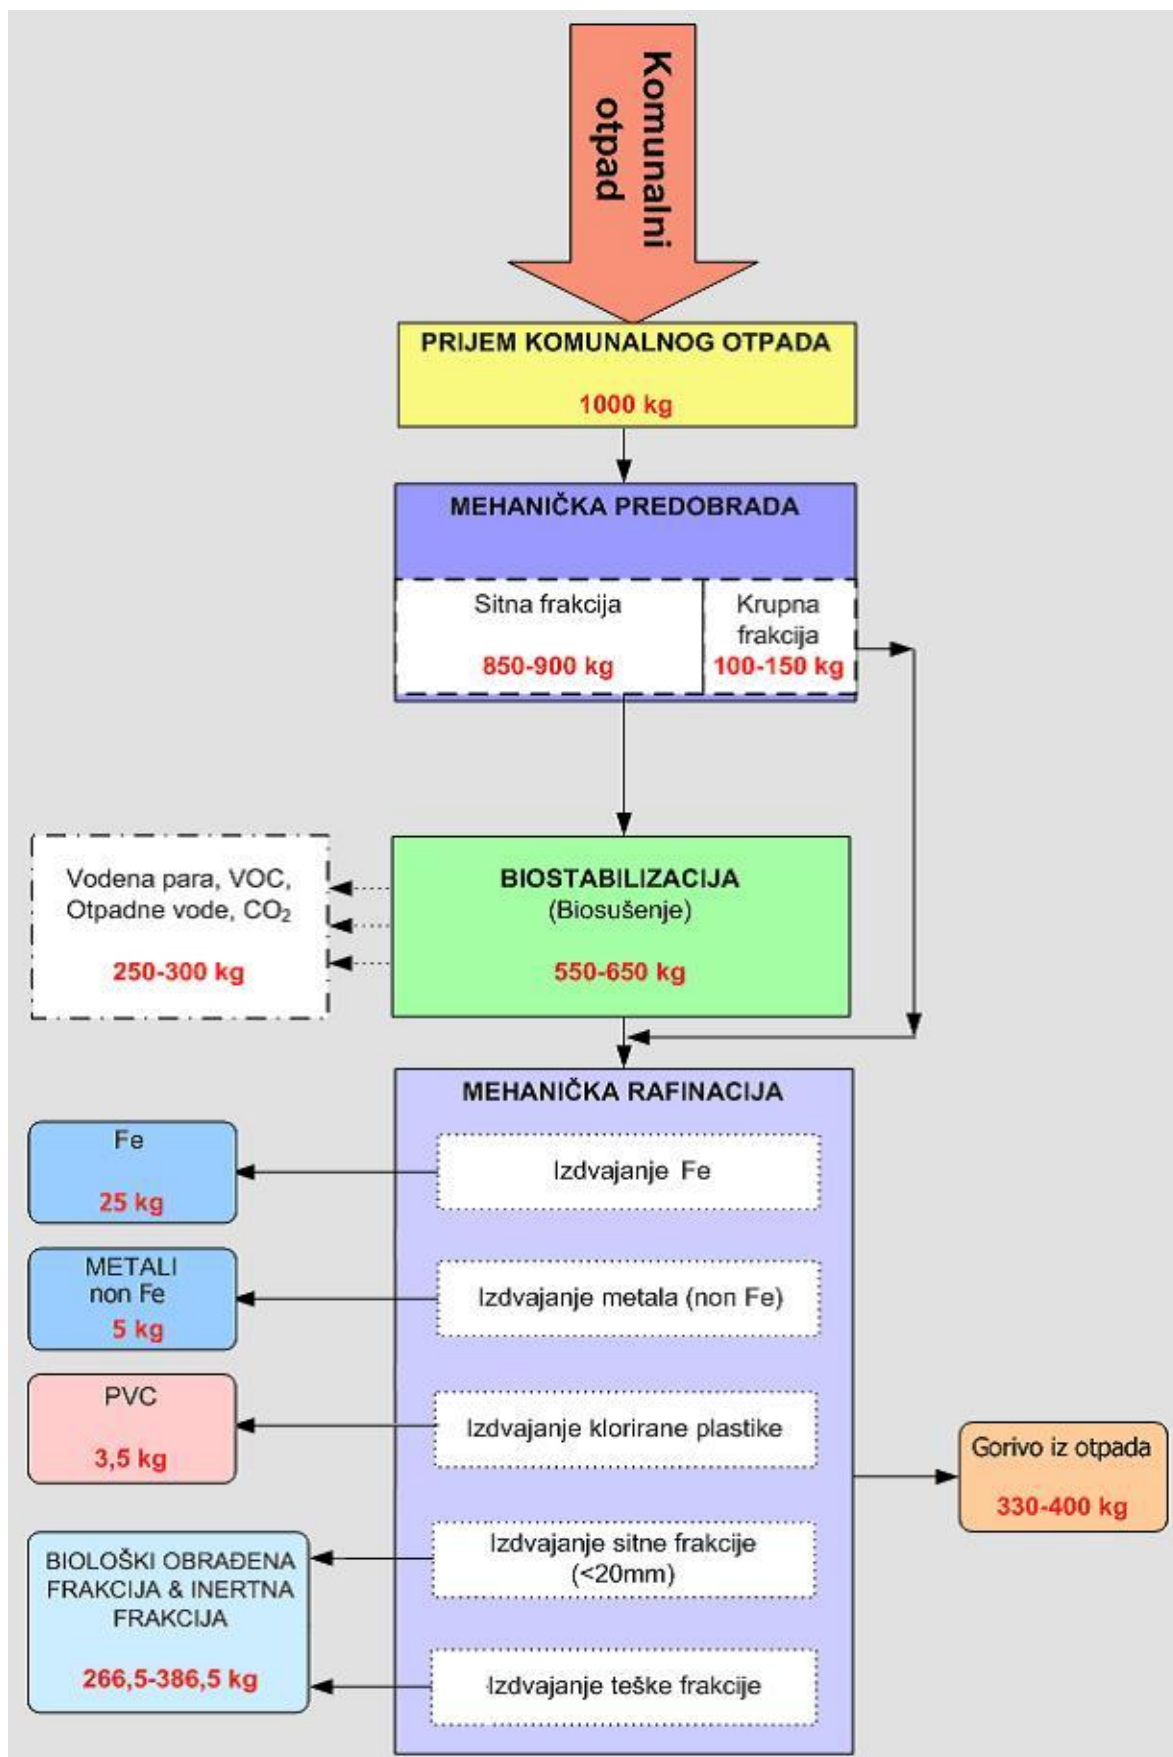 Komunalni
otpad
PRIJEM KOMUNALNOG OTPADA
1000 kg
MEHANIČKA PREDOBRADA
Sitna frakcija
850-900 kg
Krupna
frakcija
100-150 kg
Vodena para, VOC,
Otpadne vode, CO₂
250-300 kg
BIOSTABILIZACIJA
(Biosušenje)
550-650 kg
MEHANIČKA RAFINACIJA
Fe
25 kg
Izdvajanje Fe
METALI
non Fe
5 kg
Izdvajanje metala (non Fe)
PVC
3,5 kg
Izdvajanje klorirane plastike
Gorivo iz otpada
330-400 kg
BIOLOŠKI OBRAĐENA
FRAKCIJA & INERTNA
FRAKCIJA
266,5-386,5 kg
Izdvajanje sitne frakcije
(<20mm)
Izdvajanje teške frakcije